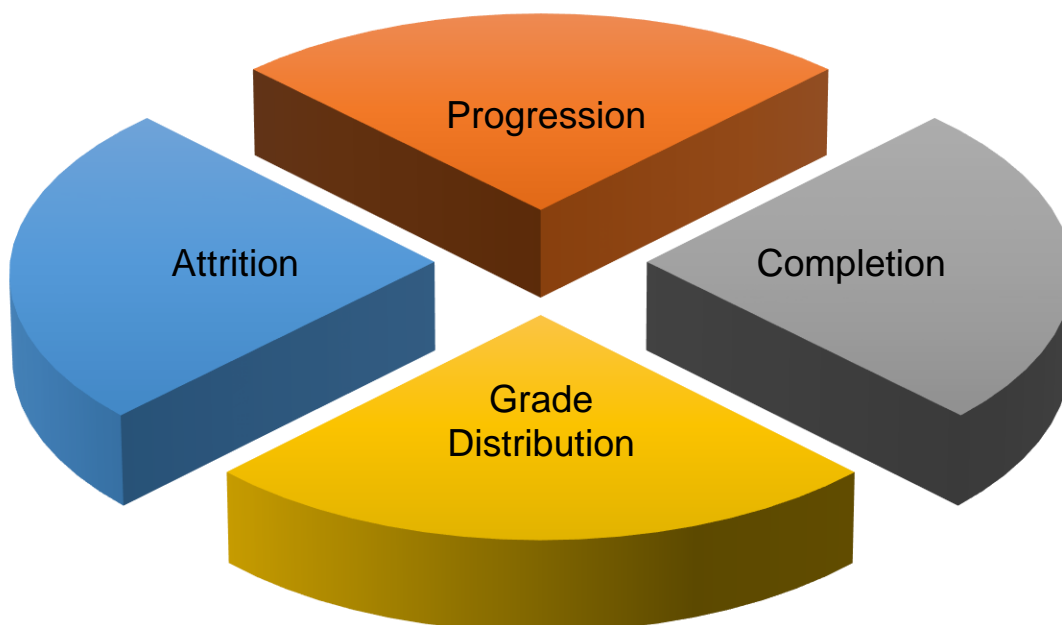 Progression
Attrition
Completion
Grade
Distribution